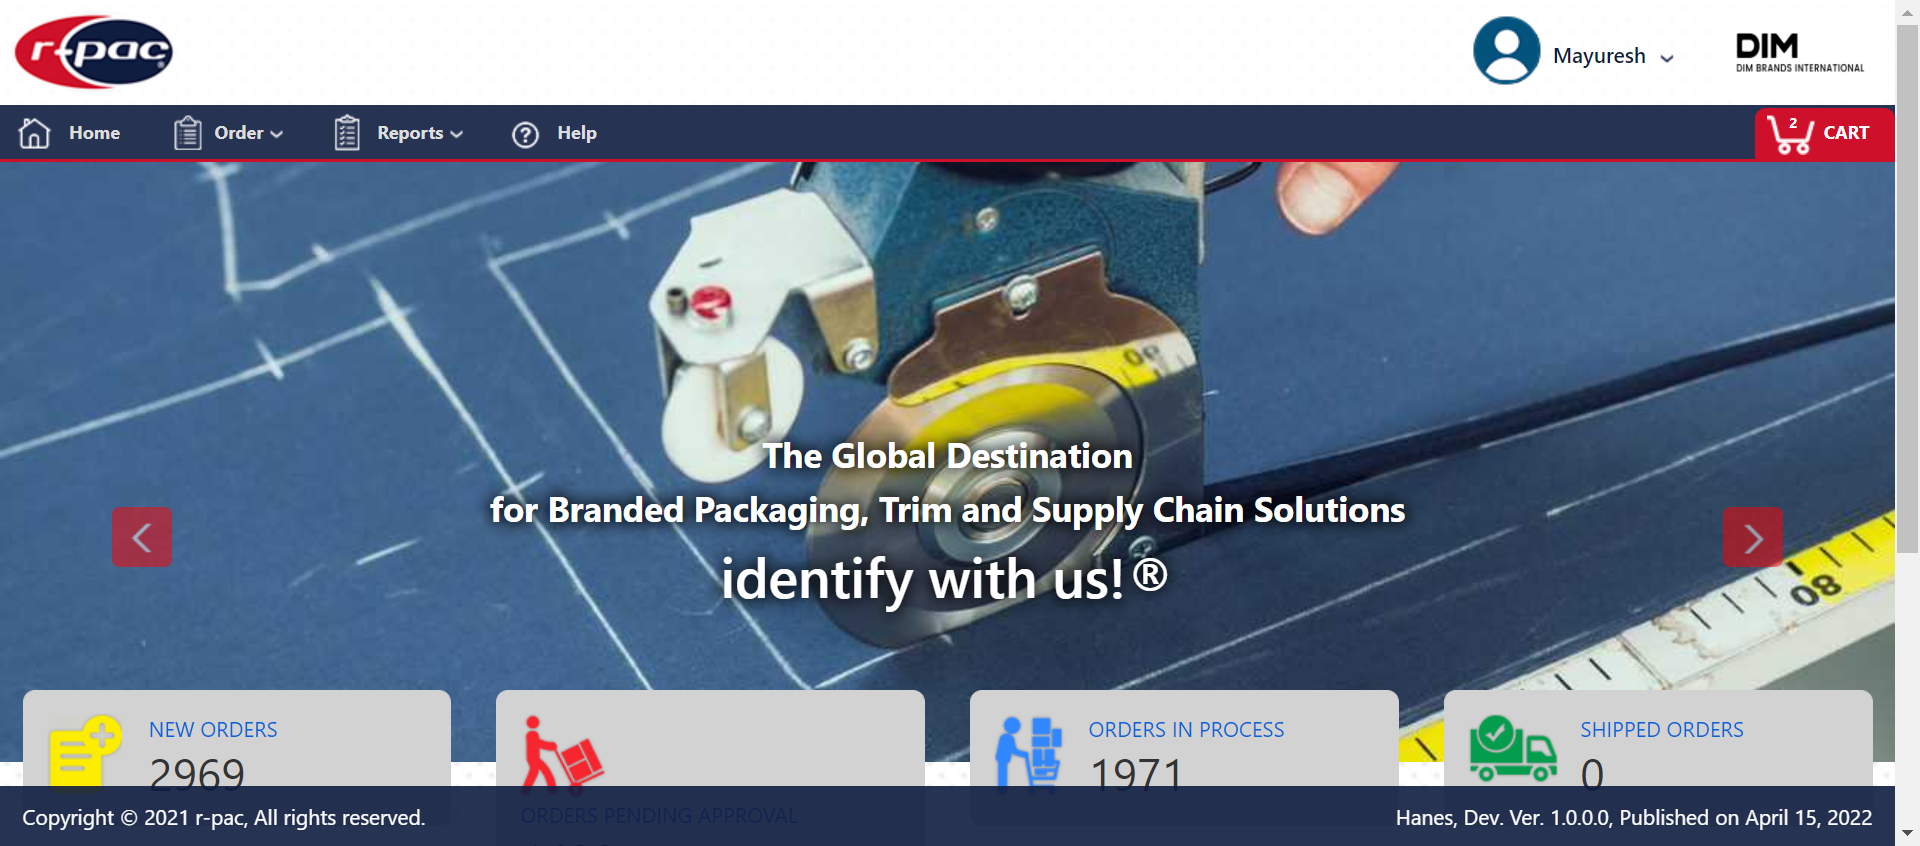 r-pac®
Mayuresh
DIM
DIM BRANDS INTERNATIONAL
Home
Order
Reports
Help
2
CART
The Global Destination
for Branded Packaging, Trim and Supply Chain Solutions
identify with us!®
80
NEW ORDERS
2969
ORDERS PENDING APPROVAL
ORDERS IN PROCESS
1971
SHIPPED ORDERS
0
Copyright © 2021 r-pac, All rights reserved.
Hanes, Dev. Ver. 1.0.0.0, Published on April 15, 2022